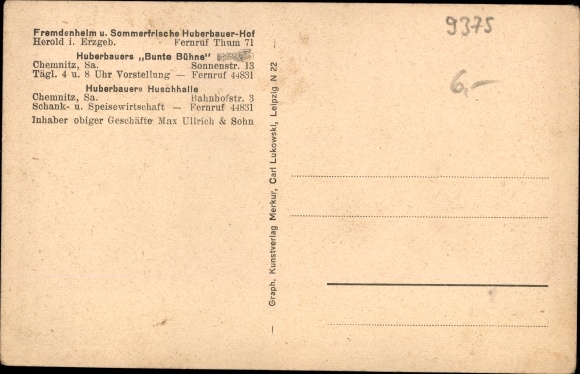 Fremdenheim u. Sommerfrische Huberbauer-Hof
Herold i. Erzgeb. Fernruf Thum 71
Huberbauers „Bunte Bühne"
Chemnitz, Sa. Sonnenstr. 13
Tägl. 4 u. 8 Uhr Vorstellung — Fernruf 44831
Huberbauers Huschhalle
Chemnitz, Sa. Bahnhofstr. 3
Schank- u. Speisewirtschaft — Fernruf 44831
Inhaber obiger Geschäfte Max Ullrich & Sohn
— Graph. Kunstverlag Merkur, Carl Lukowski, Leipzig N 22 —
9375
6,—